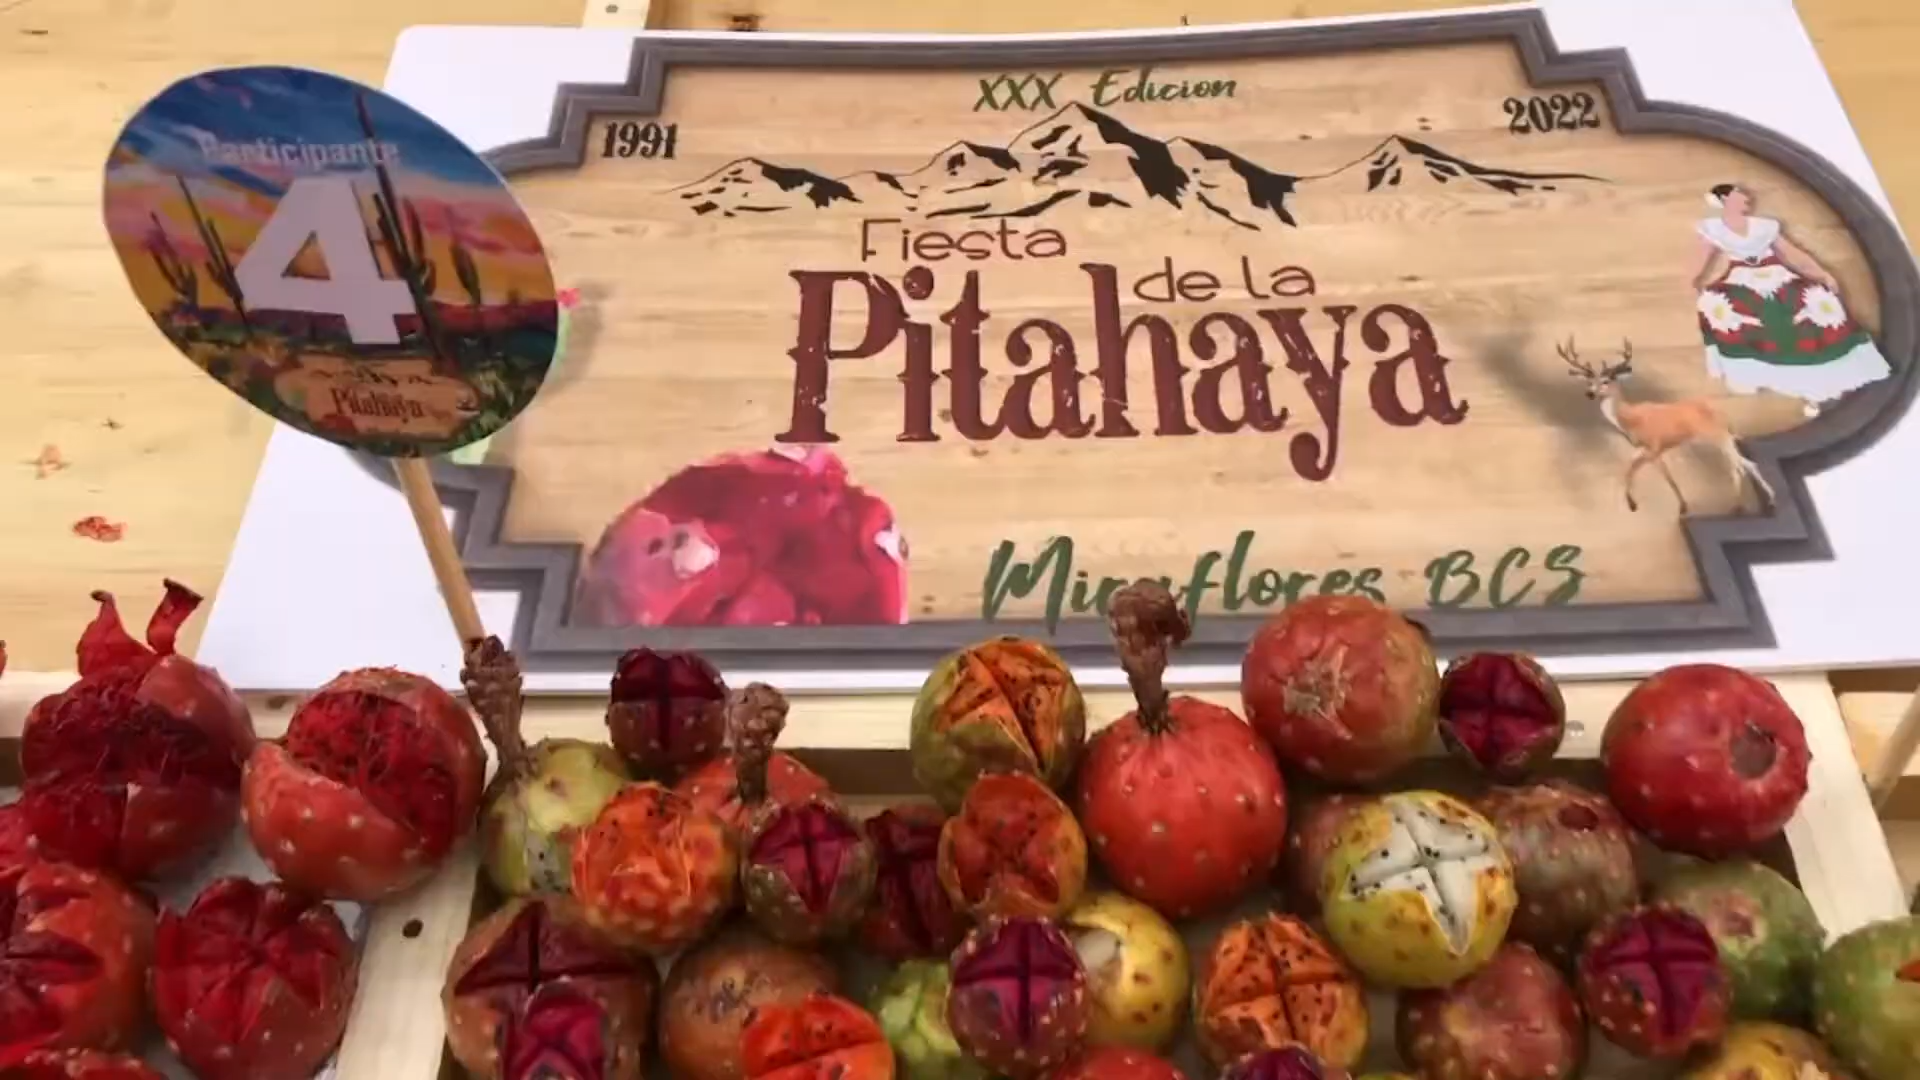 XXX Edicion
1991
2022
Fiesta
de la
Pitahaya
Miraflores BCS
Participante
4
Pitahaya